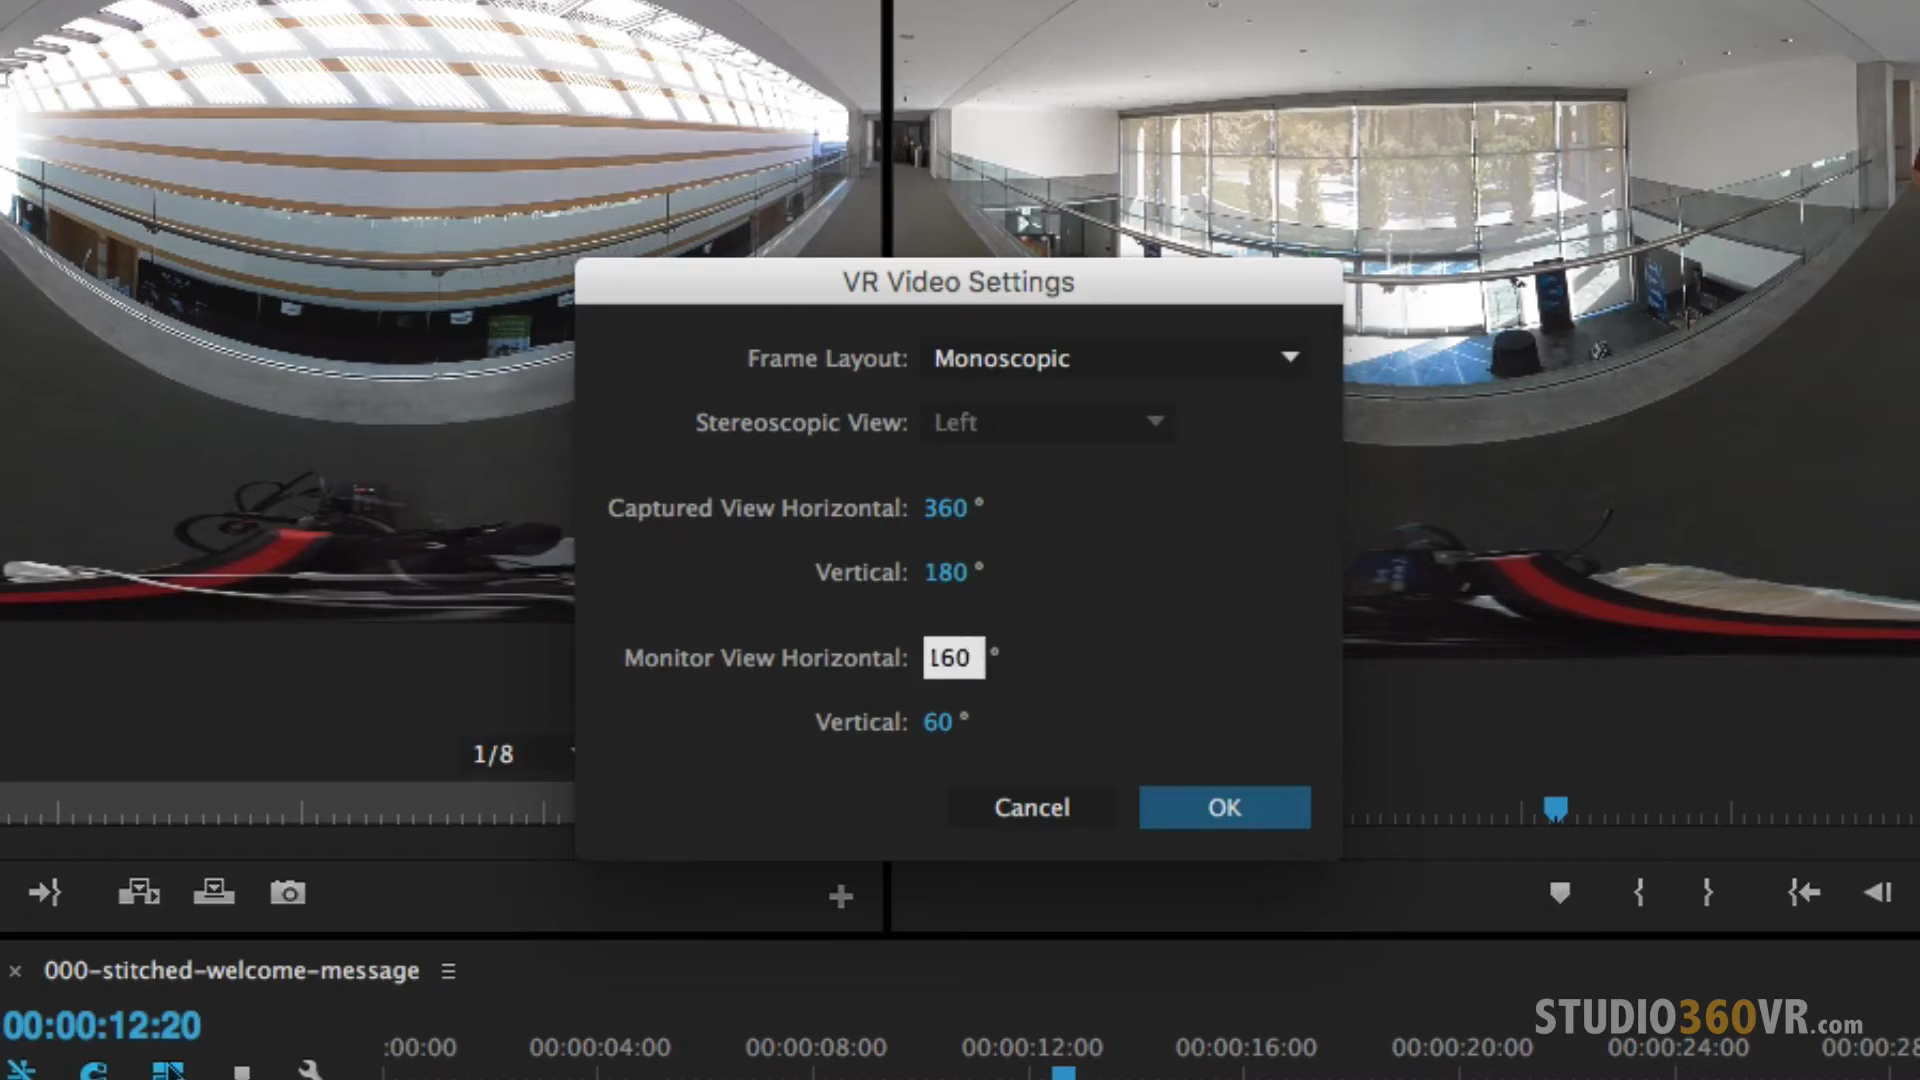 VR Video Settings
Frame Layout: Monoscopic
Stereoscopic View: Left
Captured View Horizontal: 360 °
Vertical: 180 °
Monitor View Horizontal: 160 °
Vertical: 60 °
1/8
Cancel OK
000-stitched-welcome-message
STUDIO360VR.com
00:00:12:20
:00:00 00:00:04:00 00:00:08:00 00:00:12:00 00:00:16:00 00:00:20:00 00:00:24:00 00:00:28